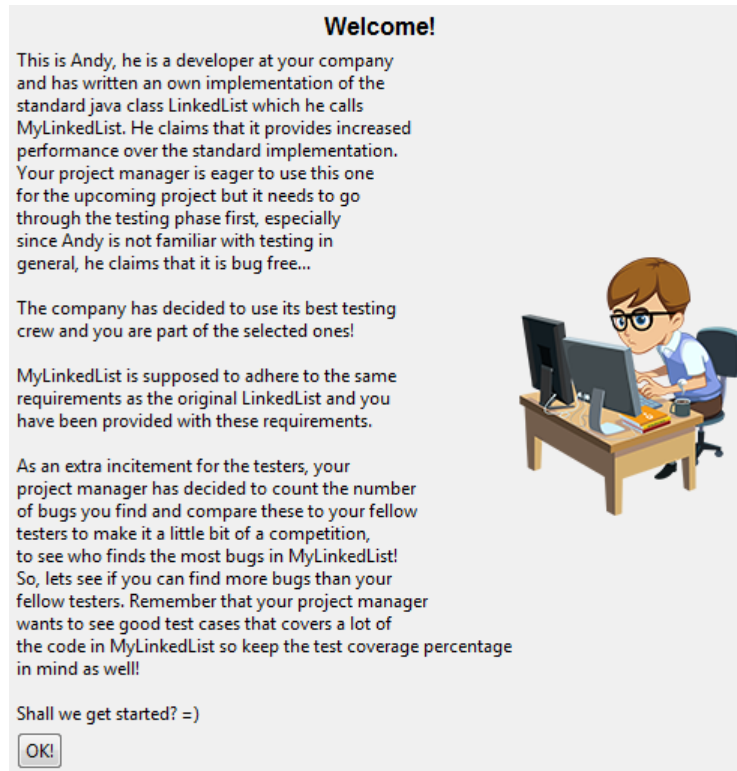 Welcome!
This is Andy, he is a developer at your company
and has written an own implementation of the
standard java class LinkedList which he calls
MyLinkedList. He claims that it provides increased
performance over the standard implementation.
Your project manager is eager to use this one
for the upcoming project but it needs to go
through the testing phase first, especially
since Andy is not familiar with testing in
general, he claims that it is bug free...
The company has decided to use its best testing
crew and you are part of the selected ones!
MyLinkedList is supposed to adhere to the same
requirements as the original LinkedList and you
have been provided with these requirements.
As an extra incitement for the testers, your
project manager has decided to count the number
of bugs you find and compare these to your fellow
testers to make it a little bit of a competition,
to see who finds the most bugs in MyLinkedList!
So, lets see if you can find more bugs than your
fellow testers. Remember that your project manager
wants to see good test cases that covers a lot of
the code in MyLinkedList so keep the test coverage percentage
in mind as well!
Shall we get started? =)
OK!